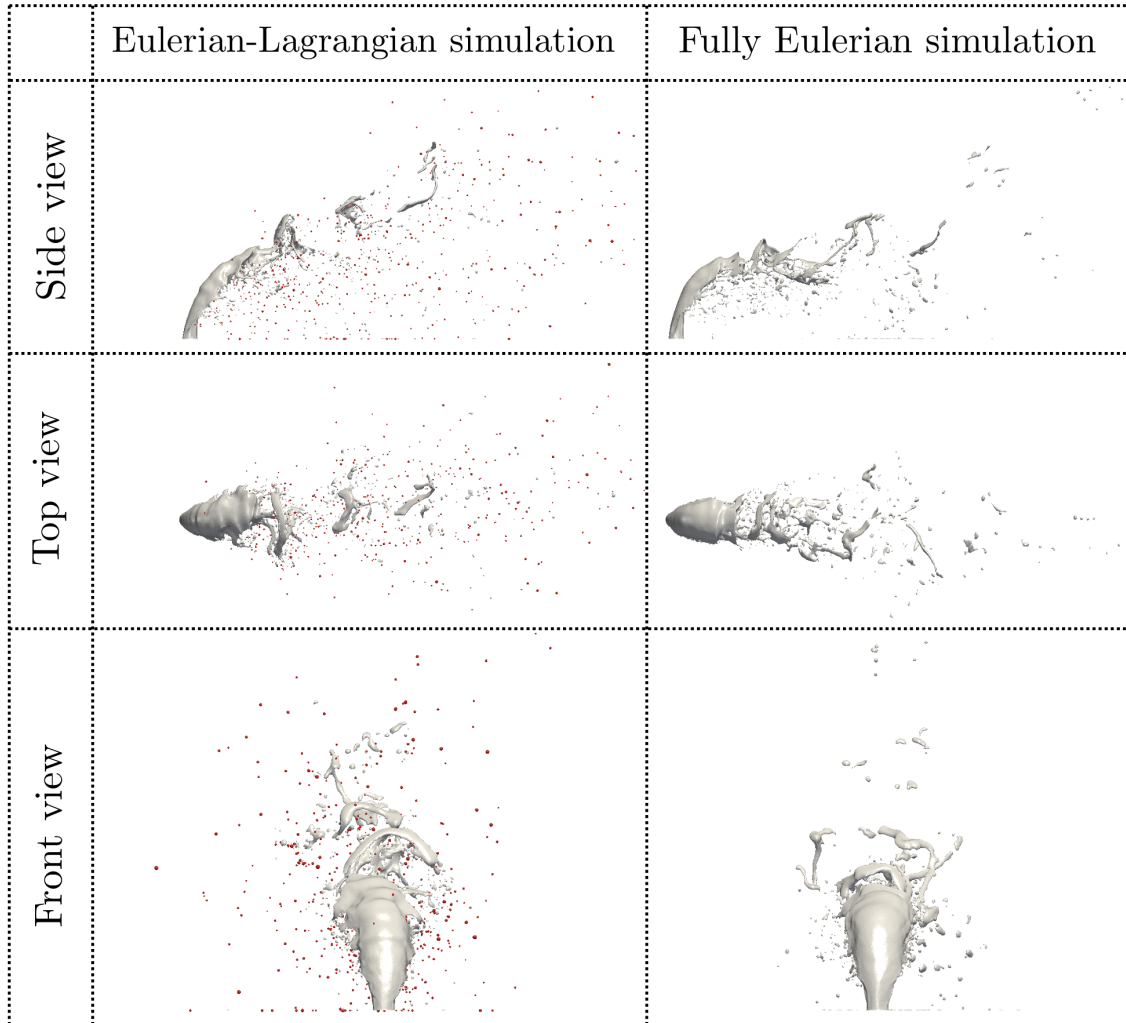 Eulerian-Lagrangian simulation
Fully Eulerian simulation
Side view
Top view
Front view